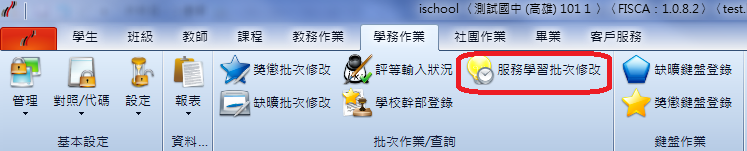 ischool 〈測試國中(高雄) 101 1 〉〈FISCA：1.0.8.2〉〈test.
學生 班級 教師 課程 教務作業 學務作業 社團作業 畢業 客戶服務
管理 對照/代碼 設定 報表 獎懲批次修改 評等輸入狀況 服務學習批次修改 缺曠鍵盤登錄
缺曠批次修改 學校幹部登錄 獎懲鍵盤登錄
基本設定 資料... 批次作業/查詢 鍵盤作業